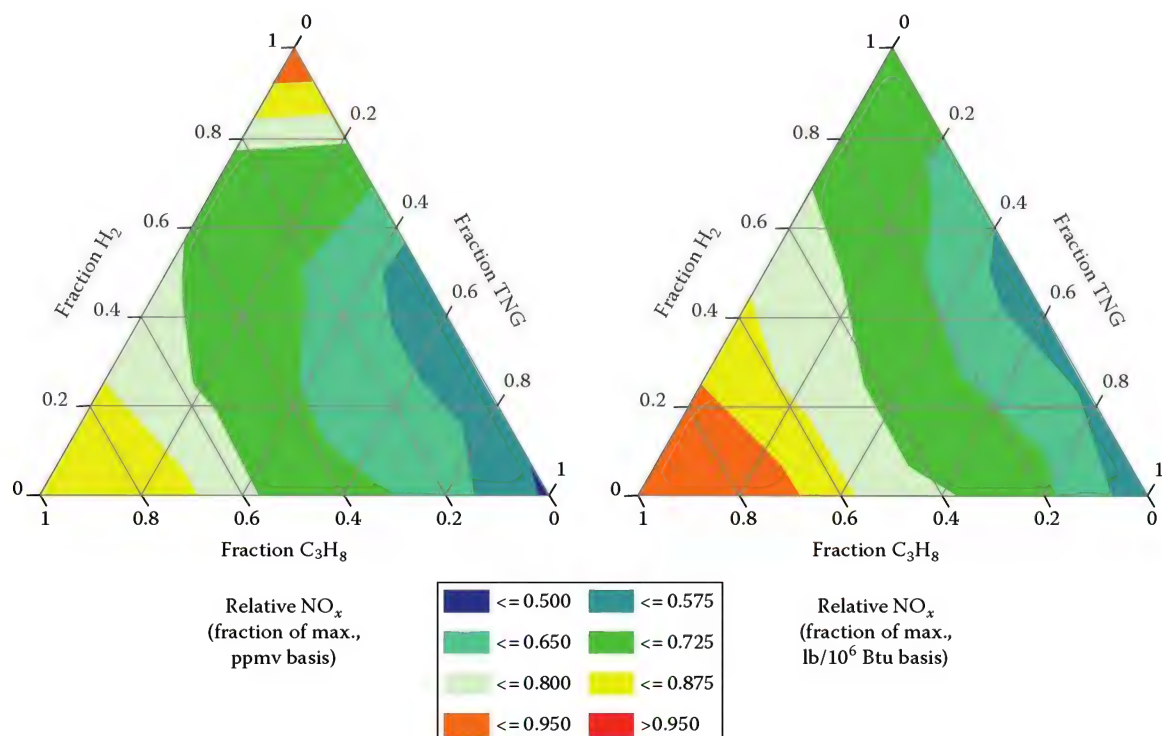 0
1
0.2
0.8
0.4
0.6
Fraction H₂
Fraction TNG
0.6
0.4
0.8
0.2
1
0
1
0.8
0.6
0.4
0.2
0
Fraction C₃H₈
0
1
0.2
0.8
0.4
0.6
Fraction H₂
Fraction TNG
0.6
0.4
0.8
0.2
1
0
1
0.8
0.6
0.4
0.2
0
Fraction C₃H₈
Relative NOₓ
(fraction of max.,
ppmv basis)
<= 0.500 <= 0.575
<= 0.650 <= 0.725
<= 0.800 <= 0.875
<= 0.950 >0.950
Relative NOₓ
(fraction of max.,
lb/10⁶ Btu basis)